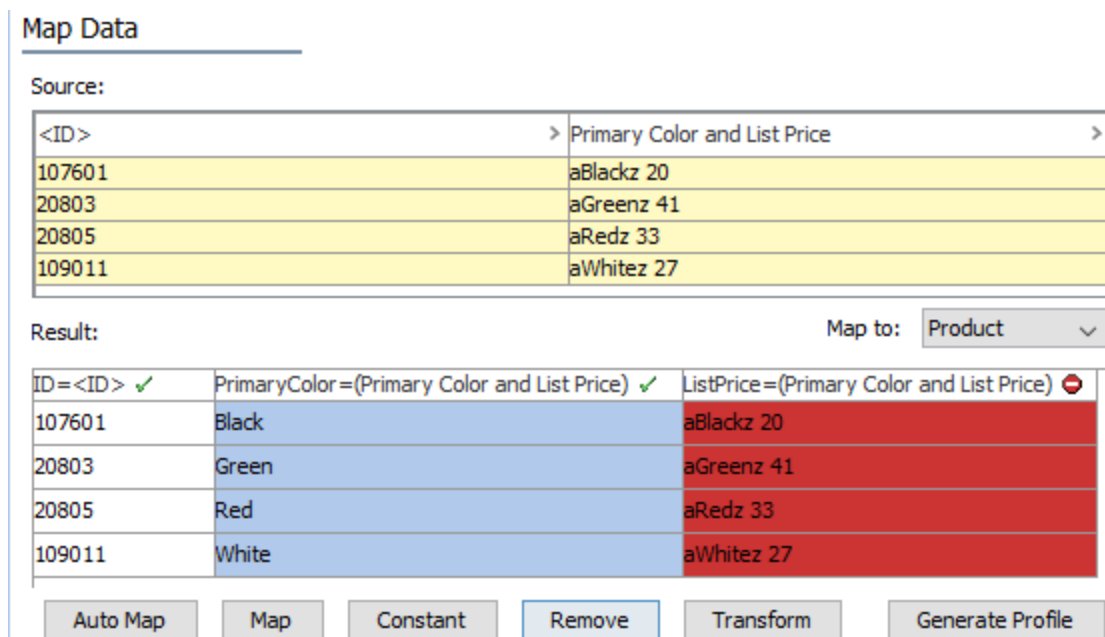 Map Data
Source:
<ID> > Primary Color and List Price >
107601 aBlackz 20
20803 aGreenz 41
20805 aRedz 33
109011 aWhitez 27
Result: Map to: Product
ID=<ID> PrimaryColor=(Primary Color and List Price) ListPrice=(Primary Color and List Price)
107601 Black aBlackz 20
20803 Green aGreenz 41
20805 Red aRedz 33
109011 White aWhitez 27
Auto Map Map Constant Remove Transform Generate Profile